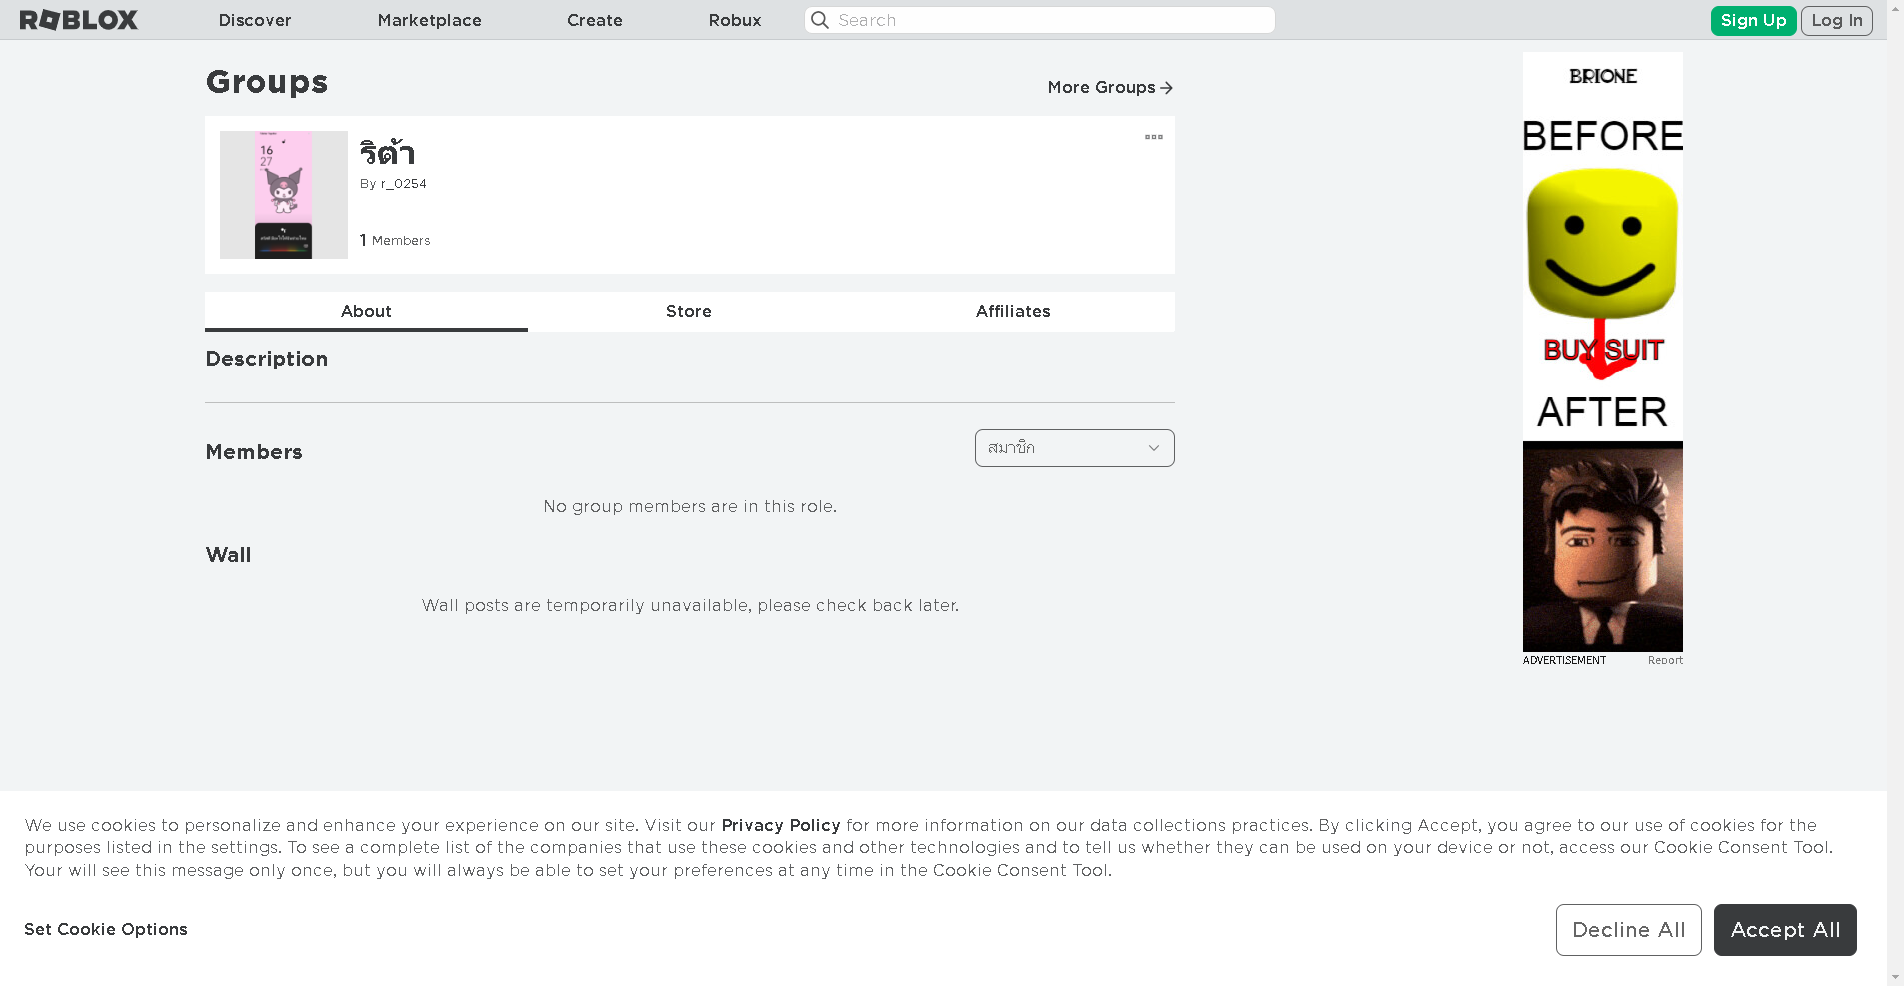 ROBLOX
Discover
Marketplace
Create
Robux
Search
Sign Up
Log In
Groups
More Groups
16
27
ริต้า
By r_0254
1 Members
About
Store
Affiliates
Description
Members
สมาชิก
No group members are in this role.
Wall
Wall posts are temporarily unavailable, please check back later.
BRIONE
BEFORE
BUY SUIT
AFTER
ADVERTISEMENT
Report
We use cookies to personalize and enhance your experience on our site. Visit our Privacy Policy for more information on our data collections practices. By clicking Accept, you agree to our use of cookies for the
purposes listed in the settings. To see a complete list of the companies that use these cookies and other technologies and to tell us whether they can be used on your device or not, access our Cookie Consent Tool.
Your will see this message only once, but you will always be able to set your preferences at any time in the Cookie Consent Tool.
Set Cookie Options
Decline All
Accept All